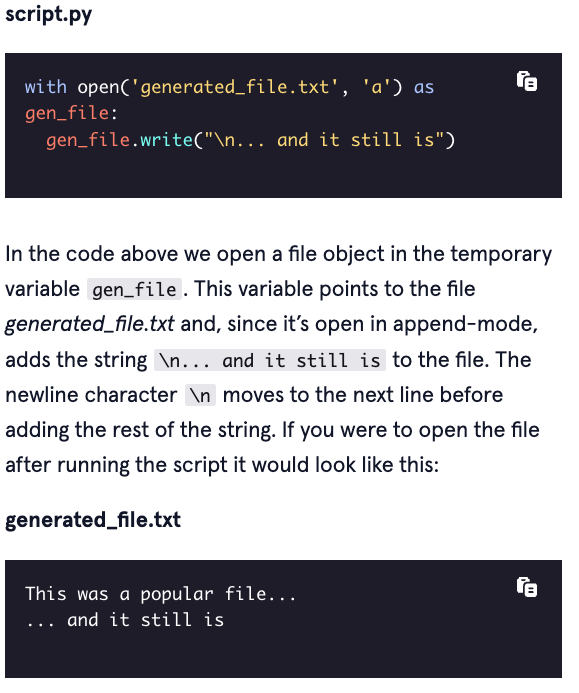 script.py
with open('generated_file.txt', 'a') as
gen_file:
  gen_file.write("\n... and it still is")
In the code above we open a file object in the temporary
variable gen_file. This variable points to the file
generated_file.txt and, since it’s open in append-mode,
adds the string \n... and it still is to the file. The
newline character \n moves to the next line before
adding the rest of the string. If you were to open the file
after running the script it would look like this:
generated_file.txt
This was a popular file...
... and it still is